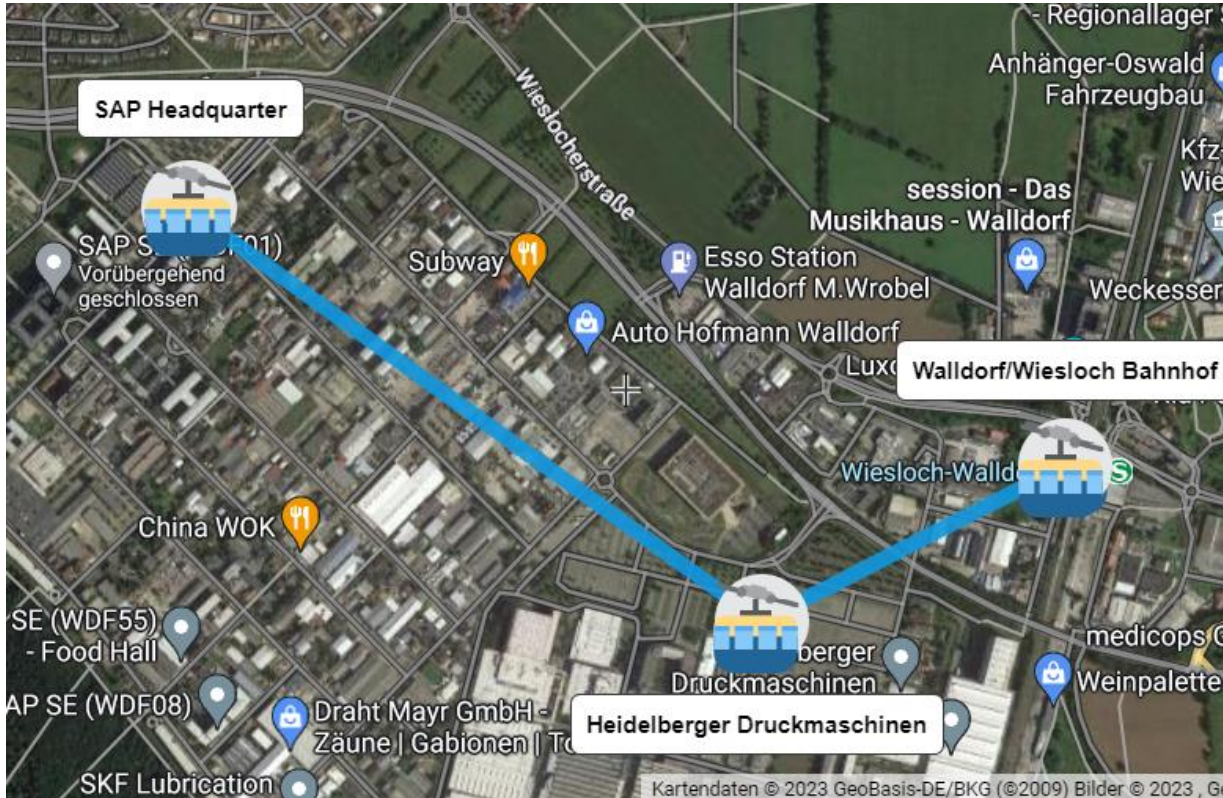 - Regionallager
Anhänger-Oswald
Fahrzeugbau
SAP Headquarter
Wieslocherstraße
Kfz-
Wie
session - Das
Musikhaus - Walldorf
SAP S
01)
Vorübergehend
geschlossen
Subway
Esso Station
Walldorf M.Wrobel
Weckesser
Auto Hofmann Walldorf
Luxo
Walldorf/Wiesloch Bahnhof
Wiesloch-Walld
S
China WOK
SE (WDF55)
- Food Hall
berger
Druckmaschinen
medicops
Weinpalette
AP SE (WDF08)
Draht Mayr GmbH -
Zäune | Gabionen | To
Heidelberger Druckmaschinen
SKF Lubrication
Kartendaten © 2023 GeoBasis-DE/BKG (©2009) Bilder © 2023 , Ge